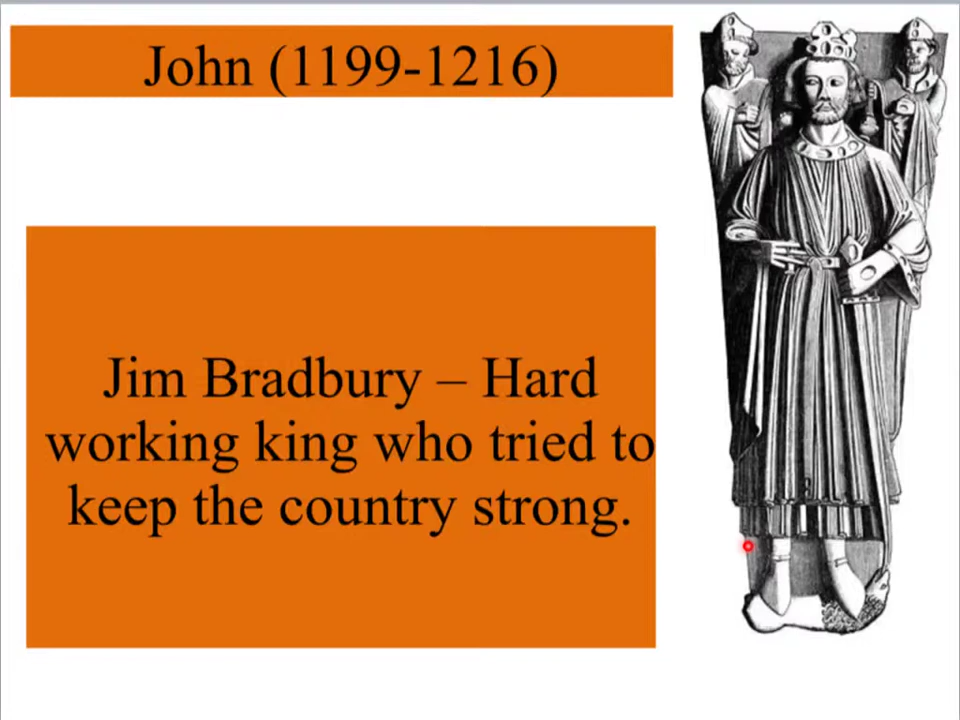 John (1199-1216)
Jim Bradbury – Hard
working king who tried to
keep the country strong.